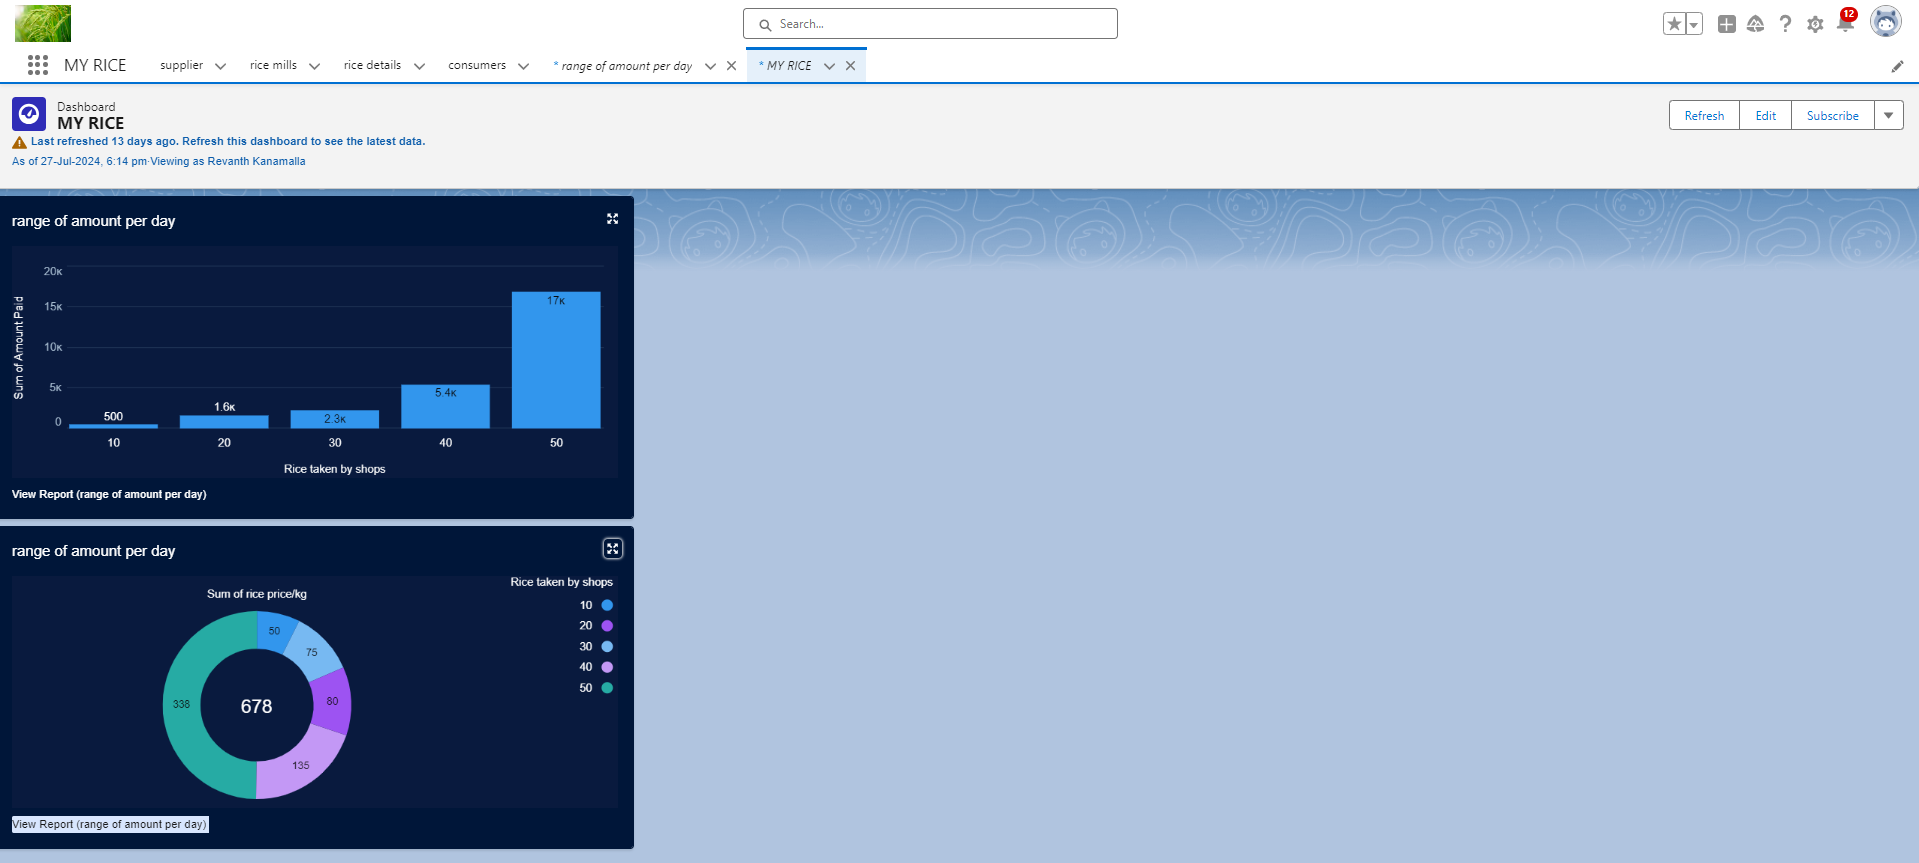 Search...
12
MY RICE
supplier
rice mills
rice details
consumers
* range of amount per day
* MY RICE
Dashboard
MY RICE
Last refreshed 13 days ago. Refresh this dashboard to see the latest data.
As of 27-Jul-2024, 6:14 pm·Viewing as Revanth Kanamalla
Refresh
Edit
Subscribe
range of amount per day
Sum of Amount Paid
20K
15K
10K
5K
0
500
1.6K
2.3K
5.4K
17K
10
20
30
40
50
Rice taken by shops
View Report (range of amount per day)
range of amount per day
Sum of rice price/kg
50
75
80
135
338
678
Rice taken by shops
10
20
30
40
50
View Report (range of amount per day)